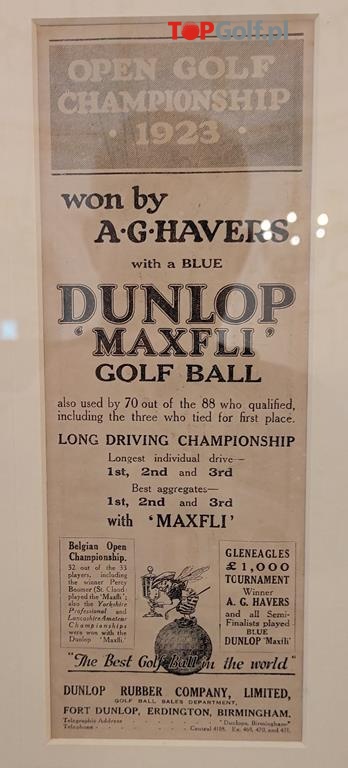 TOPGolf.pl
OPEN GOLF
CHAMPIONSHIP
· 1923 ·
won by
A·G·HAVERS
with a BLUE
DUNLOP
'MAXFLI'
GOLF BALL
also used by 70 out of the 88 who qualified,
including the three who tied for first place.
LONG DRIVING CHAMPIONSHIP
Longest individual drive—
1st, 2nd and 3rd
Best aggregates—
1st, 2nd and 3rd
with 'MAXFLI'
Belgian Open
Championship.
32 out of the 33
players, including
the winner Percy
Boomer (St. Cloud)
played the 'Maxfli';
also the Yorkshire
Professional and
Lancashire Amateur
Championships
were won with the
Dunlop 'Maxfli.'
GLENEAGLES
£1,000
TOURNAMENT
Winner
A. G. HAVERS
and all Semi-
Finalists played
BLUE
DUNLOP 'Maxfli'
"The Best Golf Ball in the world"
DUNLOP RUBBER COMPANY, LIMITED,
GOLF BALL SALES DEPARTMENT,
FORT DUNLOP, ERDINGTON, BIRMINGHAM.
Telegraphic Address - - - "Dunlops, Birmingham."
Telephone - - - Central 4108. Ex. 469, 470, and 471.